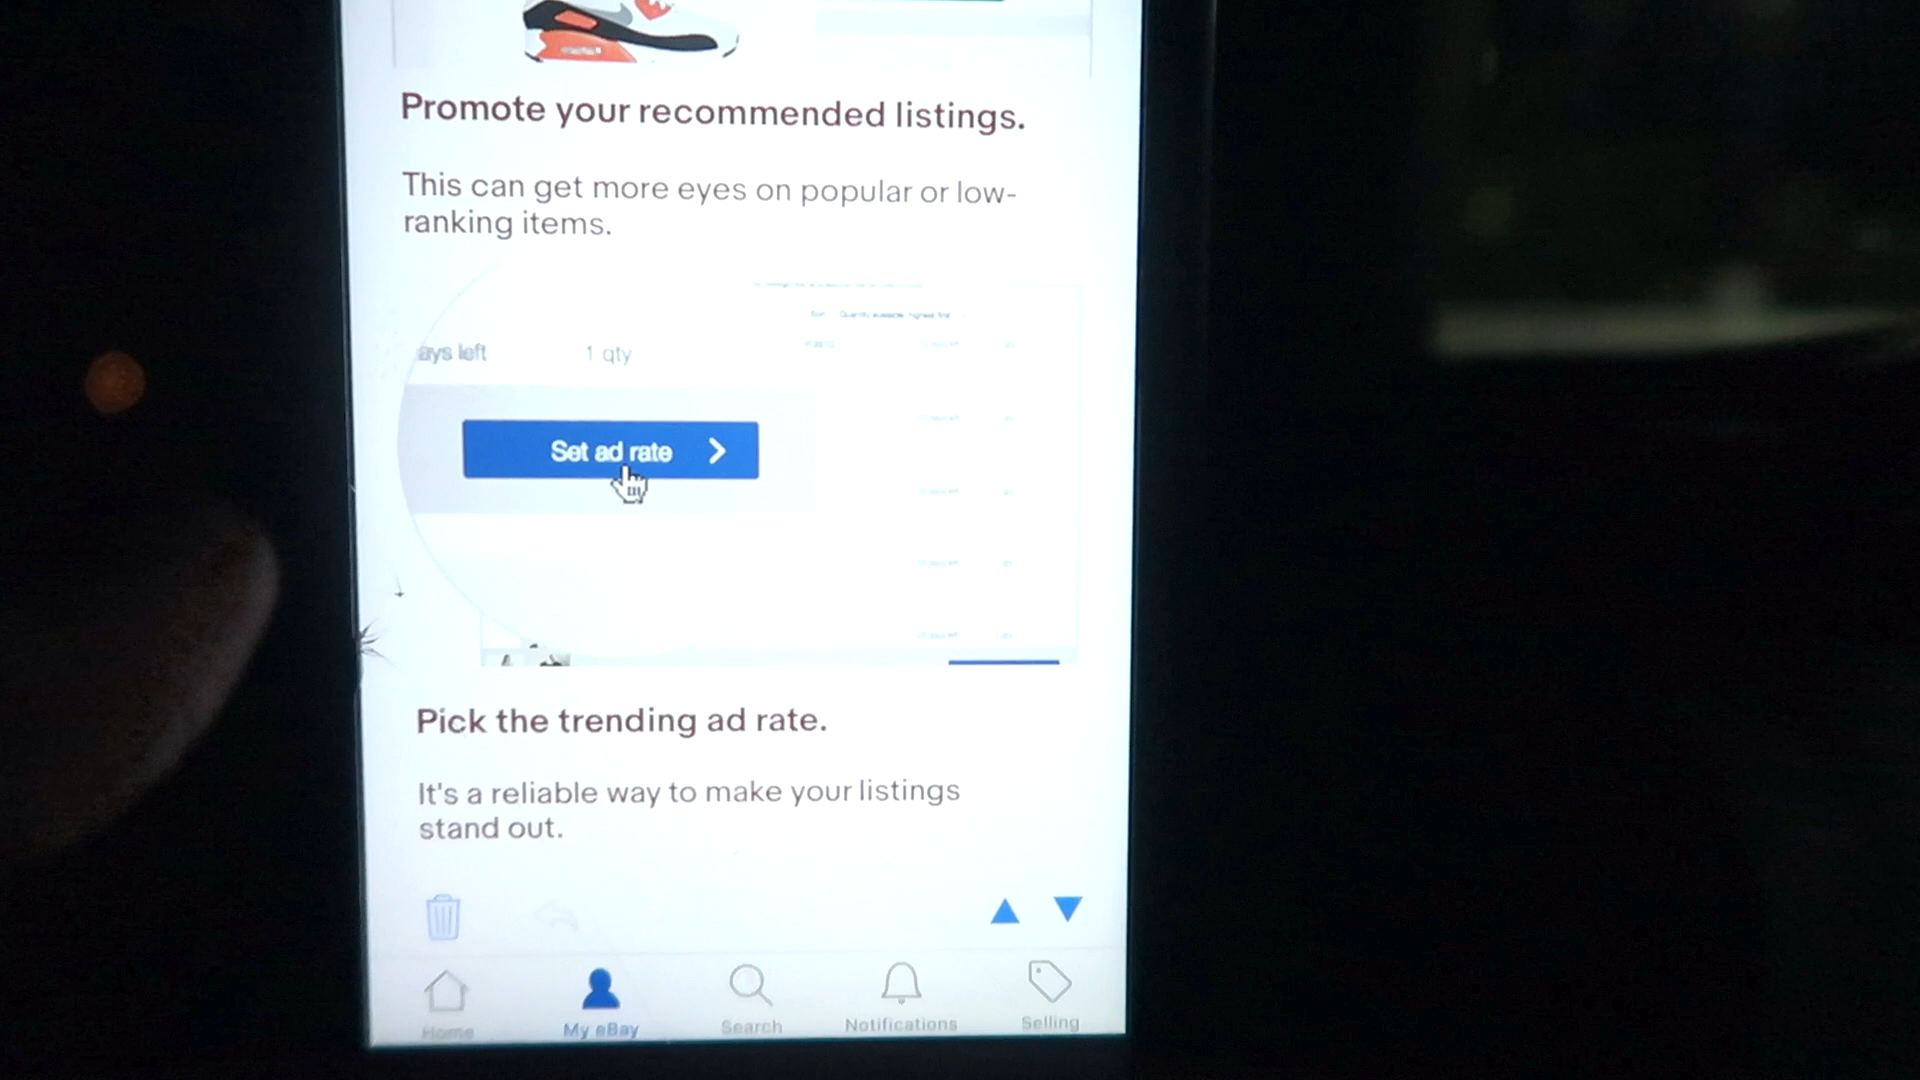 Promote your recommended listings.
This can get more eyes on popular or low-
ranking items.
ays left 1 qty
Set ad rate
Pick the trending ad rate.
It's a reliable way to make your listings
stand out.
Home My eBay Search Notifications Selling